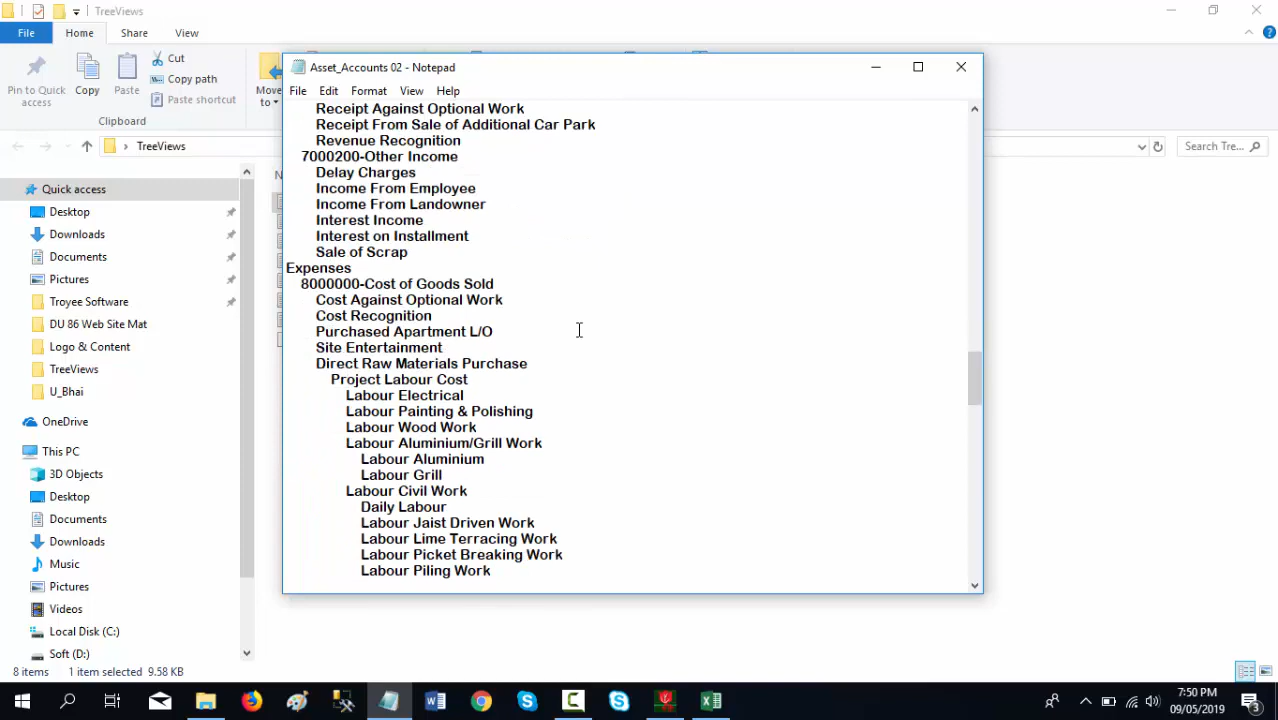 TreeViews
File
Home
Share
View
Pin to Quick access
Copy
Paste
Cut
Copy path
Paste shortcut
Clipboard
Move to
TreeViews
Search Tre...
Quick access
Desktop
Downloads
Documents
Pictures
Troyee Software
DU 86 Web Site Mat
Logo & Content
TreeViews
U_Bhai
OneDrive
This PC
3D Objects
Desktop
Documents
Downloads
Music
Pictures
Videos
Local Disk (C:)
Soft (D:)
8 items 1 item selected 9.58 KB
Asset_Accounts 02 - Notepad
File Edit Format View Help
Receipt Against Optional Work
Receipt From Sale of Additional Car Park
Revenue Recognition
7000200-Other Income
Delay Charges
Income From Employee
Income From Landowner
Interest Income
Interest on Installment
Sale of Scrap
Expenses
8000000-Cost of Goods Sold
Cost Against Optional Work
Cost Recognition
Purchased Apartment L/O
Site Entertainment
Direct Raw Materials Purchase
Project Labour Cost
Labour Electrical
Labour Painting & Polishing
Labour Wood Work
Labour Aluminium/Grill Work
Labour Aluminium
Labour Grill
Labour Civil Work
Daily Labour
Labour Jaist Driven Work
Labour Lime Terracing Work
Labour Picket Breaking Work
Labour Piling Work
7:50 PM
09/05/2019
3